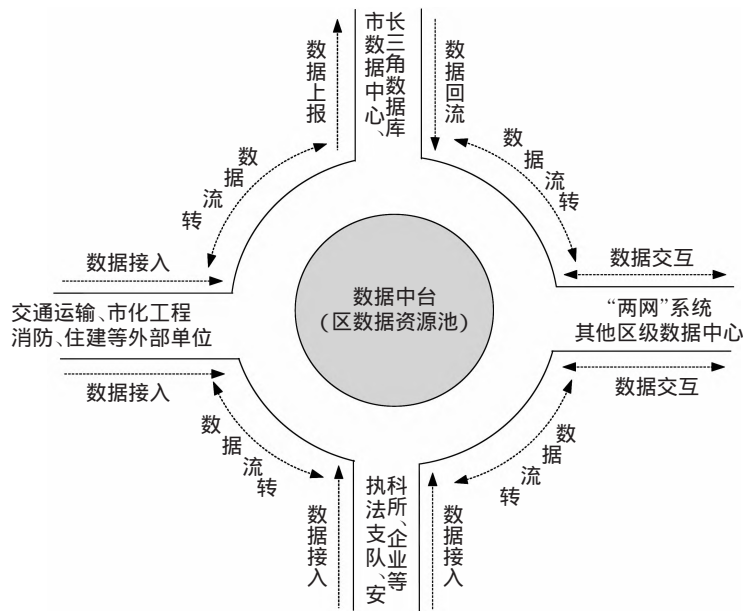 数据上报
市数据中心、
长三角数据库
数据回流
数据流转
数据流转
数据接入
数据交互
交通运输、市化工程
消防、住建等外部单位
数据中台
(区数据资源池)
“两网”系统
其他区级数据中心
数据接入
数据交互
数据流转
数据流转
数据接入
执法支队、安
科所、企业等
数据接入